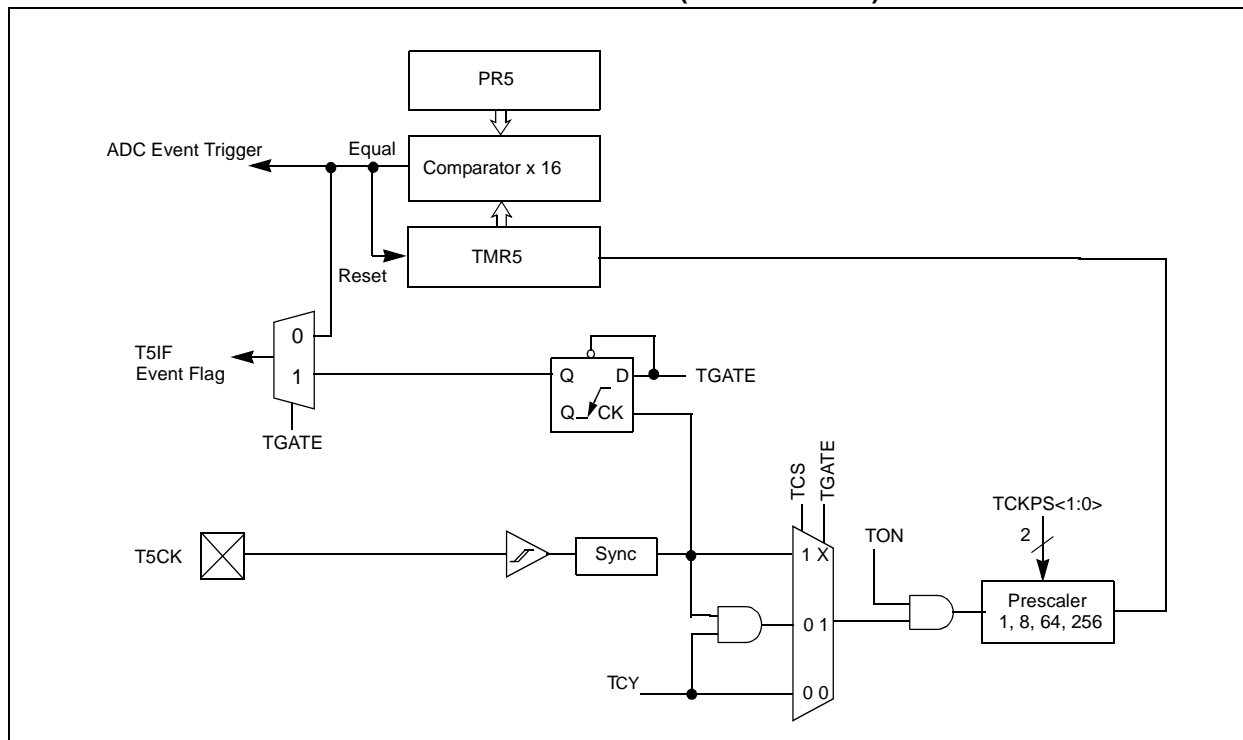 PR5
ADC Event Trigger
Equal
Comparator x 16
TMR5
Reset
0
1
T5IF
Event Flag
TGATE
Q D
Q CK
TGATE
TCS
TGATE
TCKPS<1:0>
2
TON
T5CK
Sync
1 X
0 1
0 0
Prescaler
1, 8, 64, 256
TCY